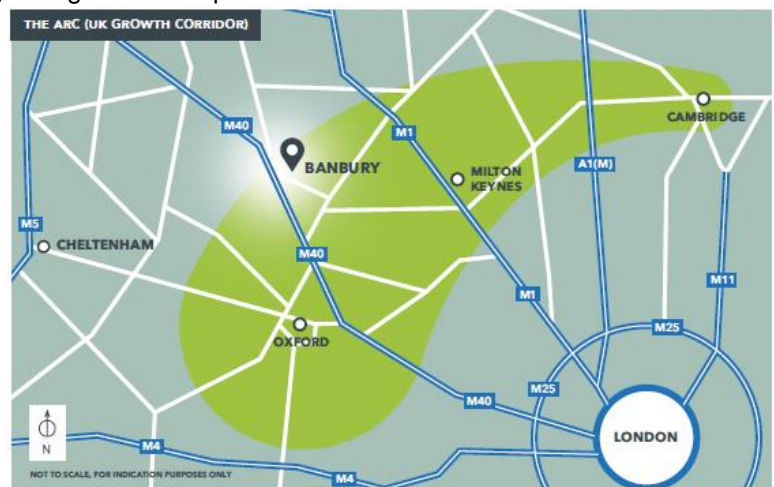 THE ARC (UK GROWTH CORRIDOR)
M40
M1
CAMBRIDGE
BANBURY
MILTON
KEYNES
A1(M)
M5
CHELTENHAM
M40
M11
M1
M25
OXFORD
M25
M40
LONDON
N
M4
NOT TO SCALE, FOR INDICATION PURPOSES ONLY
M4